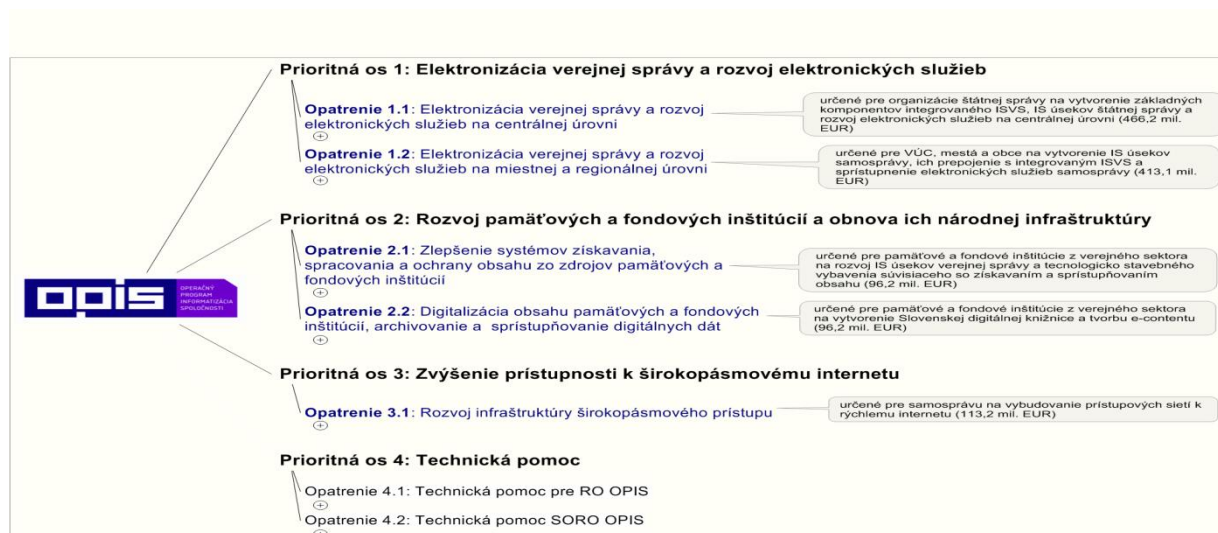 Prioritná os 1: Elektronizácia verejnej správy a rozvoj elektronických služieb
Opatrenie 1.1: Elektronizácia verejnej správy a rozvoj
elektronických služieb na centrálnej úrovni
určené pre organizácie štátnej správy na vytvorenie základných
komponentov integrovaného ISVS, IS úsekov štátnej správy a
rozvoj elektronických služieb na centrálnej úrovni (466,2 mil.
EUR)
Opatrenie 1.2: Elektronizácia verejnej správy a rozvoj
elektronických služieb na miestnej a regionálnej úrovni
určené pre VÚC, mestá a obce na vytvorenie IS úsekov
samosprávy, ich prepojenie s integrovaným ISVS a
sprístupnenie elektronických služieb samosprávy (413,1 mil.
EUR)
Prioritná os 2: Rozvoj pamäťových a fondových inštitúcií a obnova ich národnej infraštruktúry
Opatrenie 2.1: Zlepšenie systémov získavania,
spracovania a ochrany obsahu zo zdrojov pamäťových a
fondových inštitúcií
určené pre pamäťové a fondové inštitúcie z verejného sektora
na rozvoj IS úsekov verejnej správy a tecnologicko stavebného
vybavenia súvisiaceho so získavaním a sprístupňovaním
obsahu (96,2 mil. EUR)
opis
OPERAČNÝ
PROGRAM
INFORMATIZÁCIA
SPOLOČNOSTI
Opatrenie 2.2: Digitalizácia obsahu pamäťových a fondových
inštitúcií, archivovanie a sprístupňovanie digitálnych dát
určené pre pamäťové a fondové inštitúcie z verejného sektora
na vytvorenie Slovenskej digitálnej knižnice a tvorbu e-contentu
(96,2 mil. EUR)
Prioritná os 3: Zvýšenie prístupnosti k širokopásmovému internetu
Opatrenie 3.1: Rozvoj infraštruktúry širokopásmového prístupu
určené pre samosprávu na vybudovanie prístupových sietí k
rýchlemu internetu (113,2 mil. EUR)
Prioritná os 4: Technická pomoc
Opatrenie 4.1: Technická pomoc pre RO OPIS
Opatrenie 4.2: Technická pomoc SORO OPIS